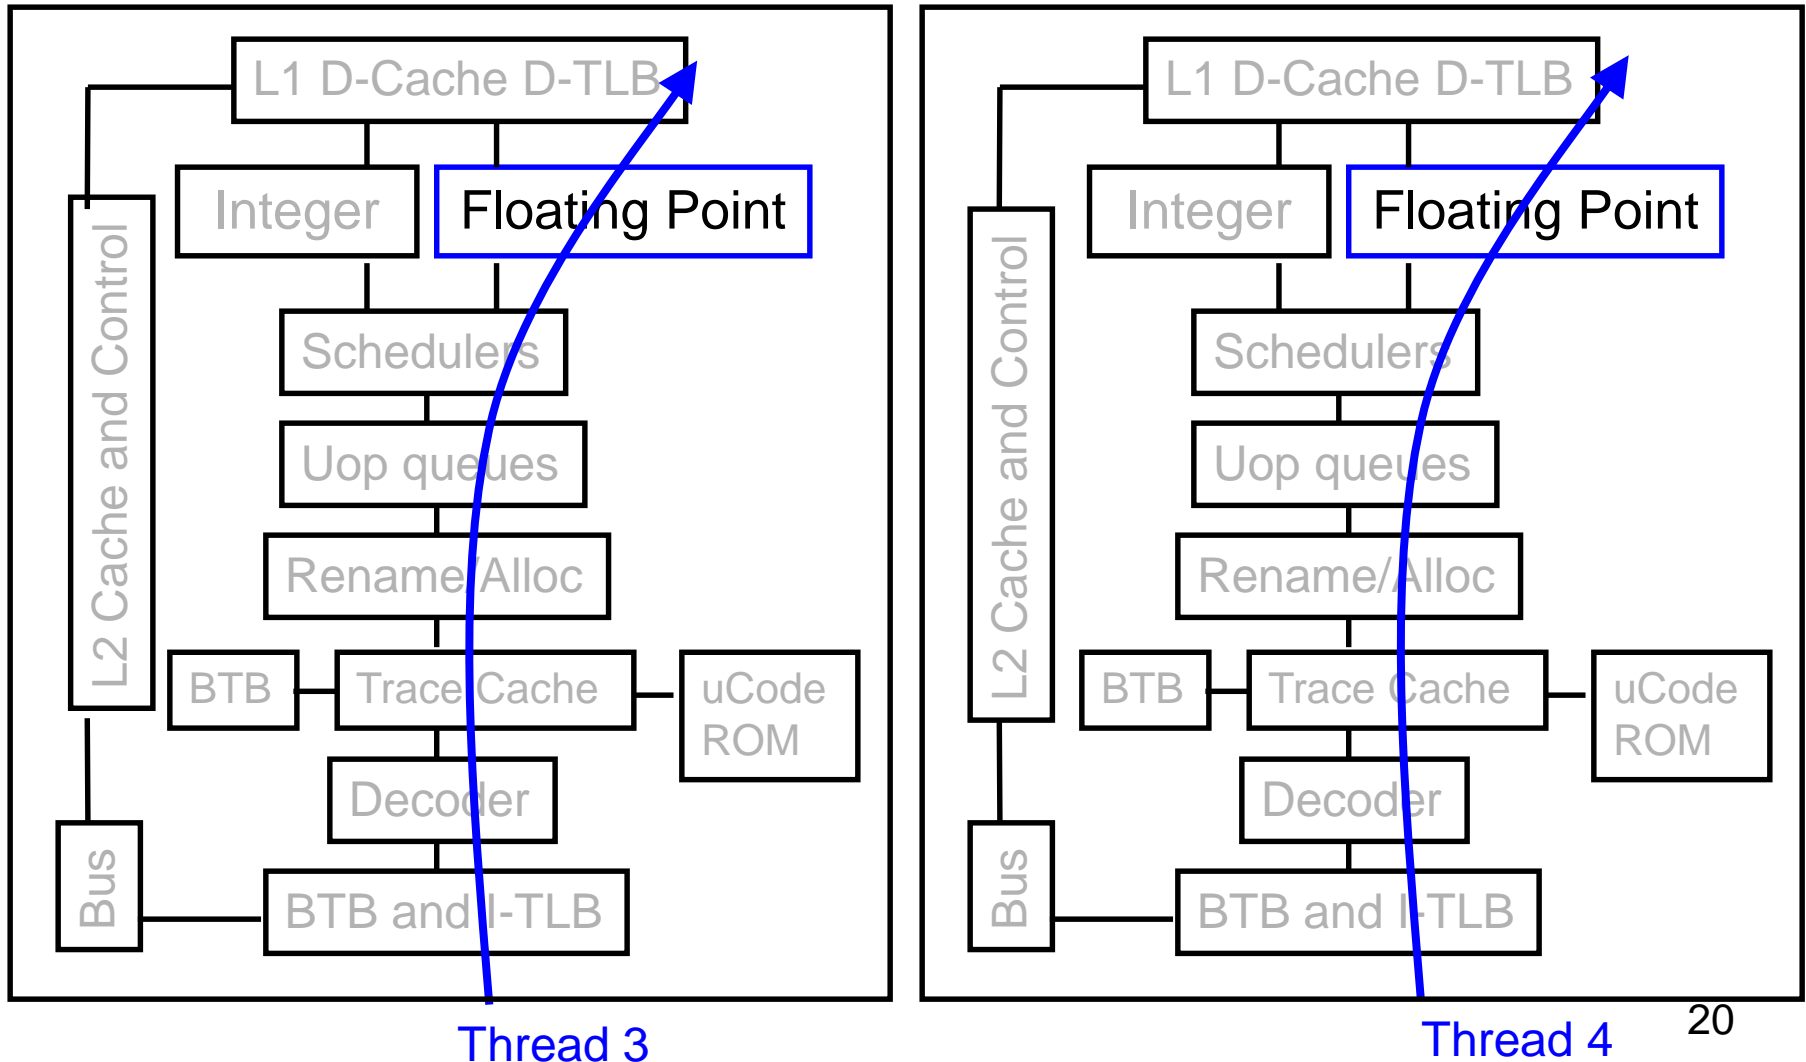 L1 D-Cache D-TLB
Integer
Floating Point
L2 Cache and Control
Schedulers
Uop queues
Rename/Alloc
BTB
Trace Cache
uCode
ROM
Decoder
Bus
BTB and I-TLB
Thread 3
L1 D-Cache D-TLB
Integer
Floating Point
L2 Cache and Control
Schedulers
Uop queues
Rename/Alloc
BTB
Trace Cache
uCode
ROM
Decoder
Bus
BTB and I-TLB
Thread 4
20